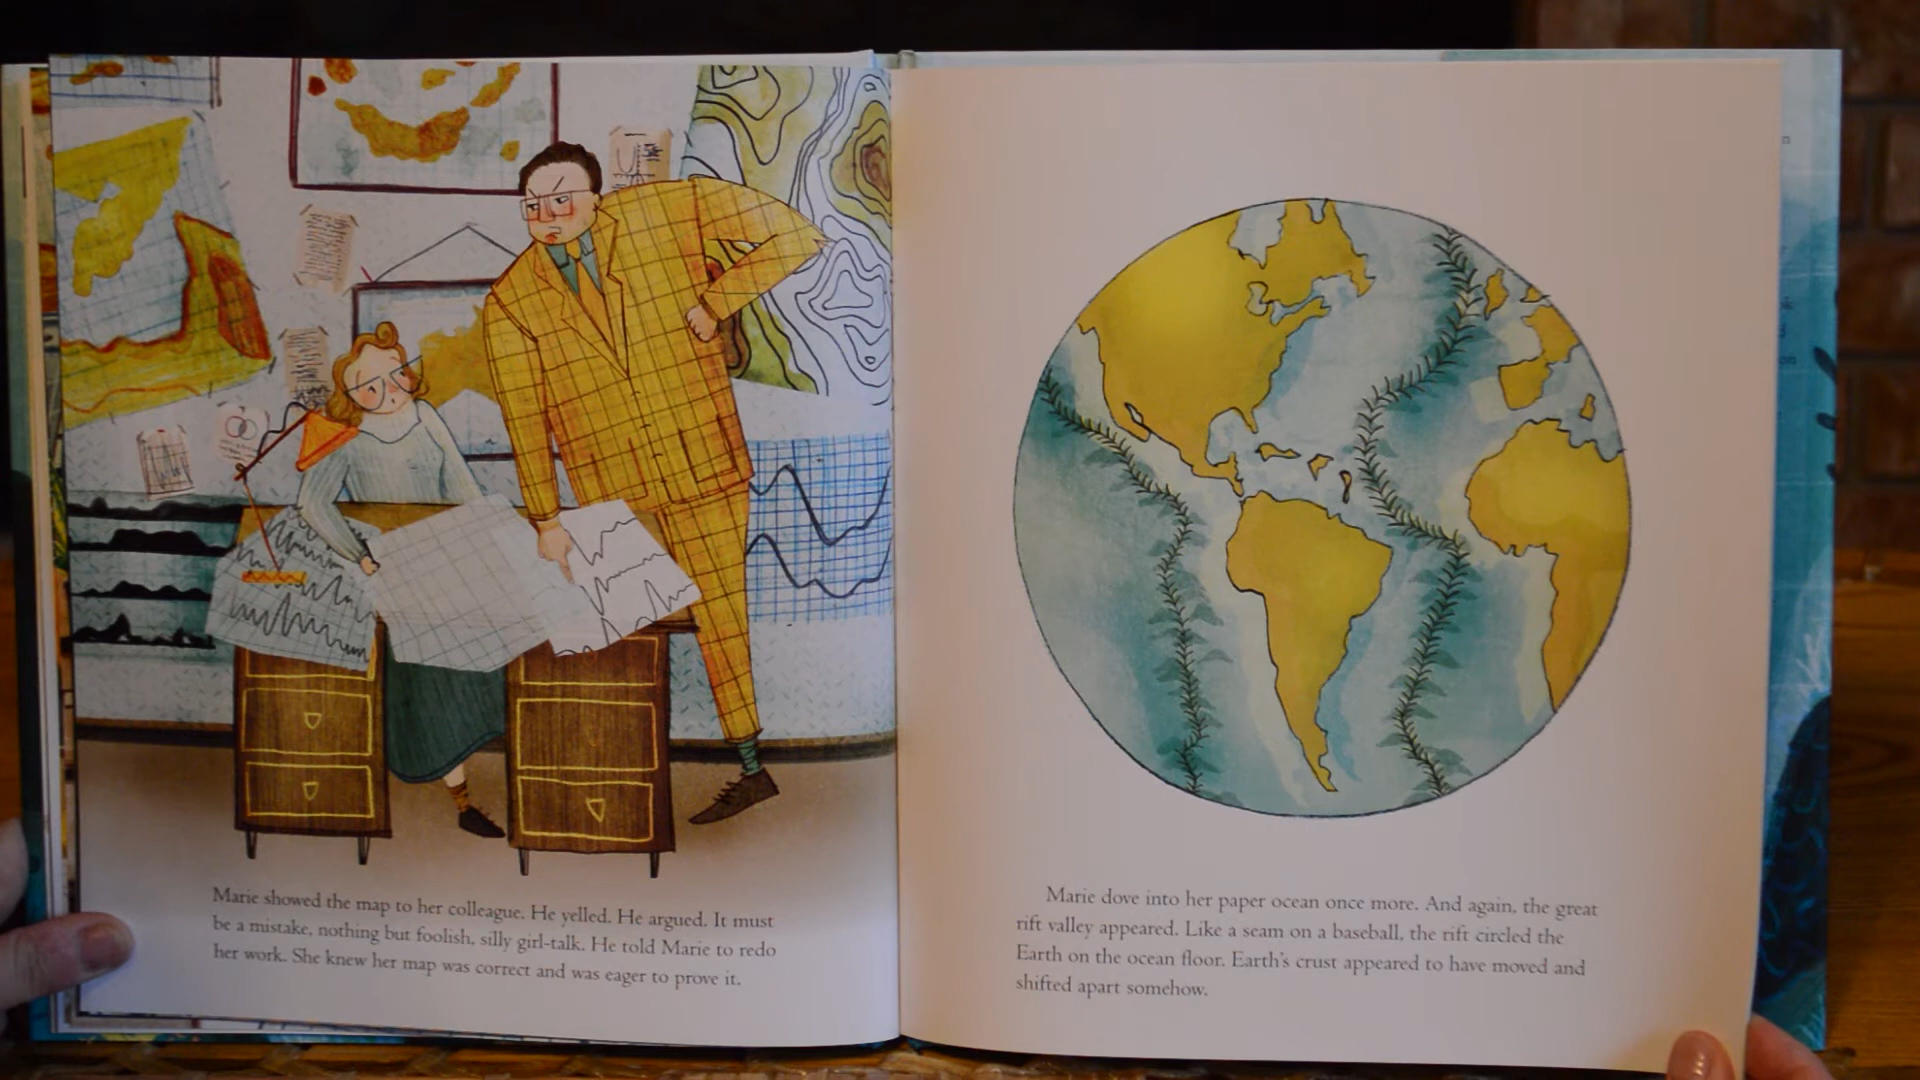 Marie showed the map to her colleague. He yelled. He argued. It must
be a mistake, nothing but foolish, silly girl-talk. He told Marie to redo
her work. She knew her map was correct and was eager to prove it.
Marie dove into her paper ocean once more. And again, the great
rift valley appeared. Like a seam on a baseball, the rift circled the
Earth on the ocean floor. Earth's crust appeared to have moved and
shifted apart somehow.